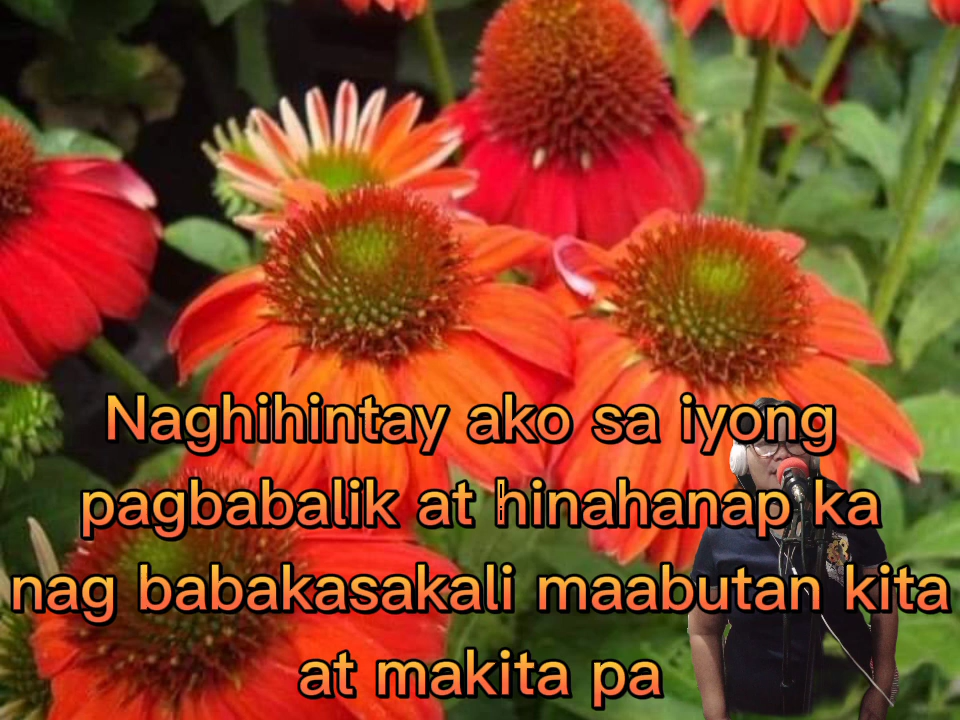 Naghihintay ako sa iyong
pagbabalik at hinahanap ka
nag babakasakali maabutan kita
at makita pa